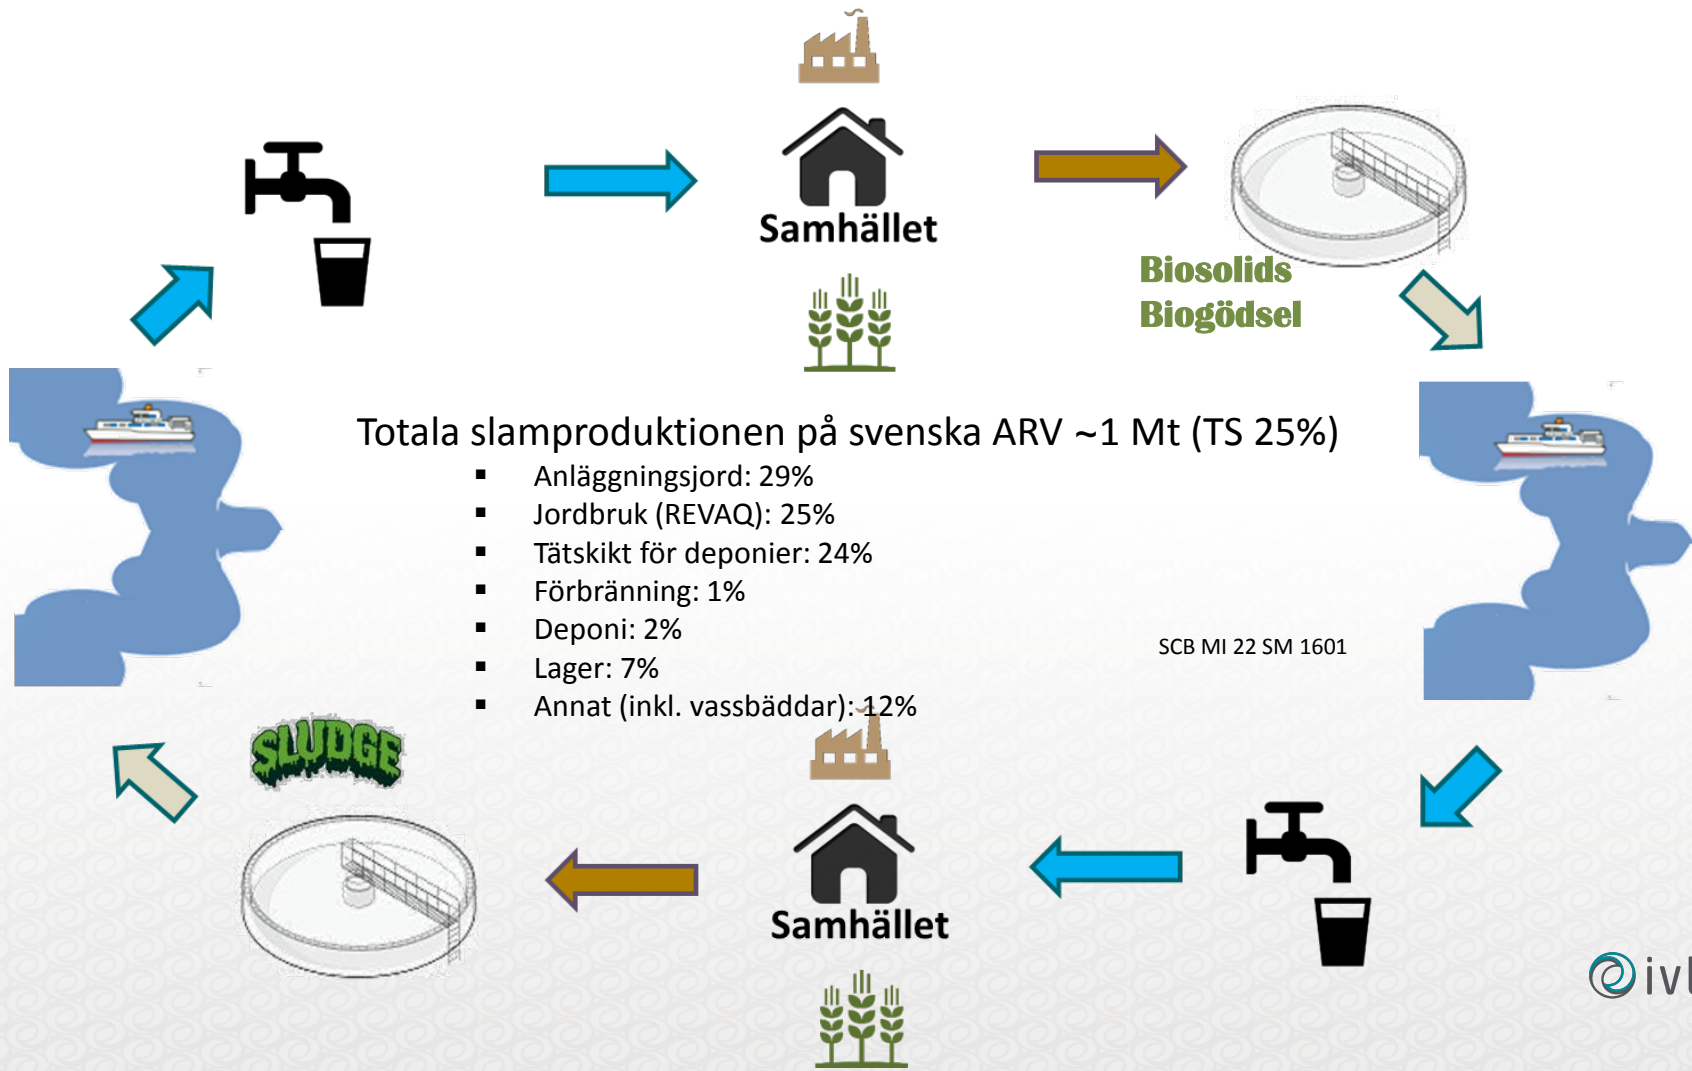 Samhället
Biosolids
Biogödsel
Totala slamproduktionen på svenska ARV ~1 Mt (TS 25%)
▪ Anläggningsjord: 29%
▪ Jordbruk (REVAQ): 25%
▪ Tätskikt för deponier: 24%
▪ Förbränning: 1%
▪ Deponi: 2%
▪ Lager: 7%
▪ Annat (inkl. vassbäddar): 12%
SCB MI 22 SM 1601
SLUDGE
Samhället
ivl